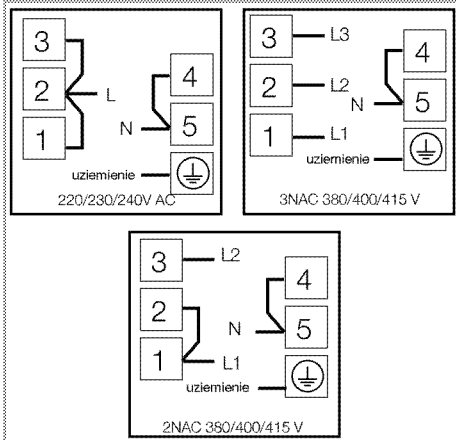 3
2
1
L
4
N
5
uziemienie
220/230/240V AC
3
L3
2
L2
1
L1
4
N
5
uziemienie
3NAC 380/400/415 V
3
L2
2
1
L1
4
N
5
uziemienie
2NAC 380/400/415 V